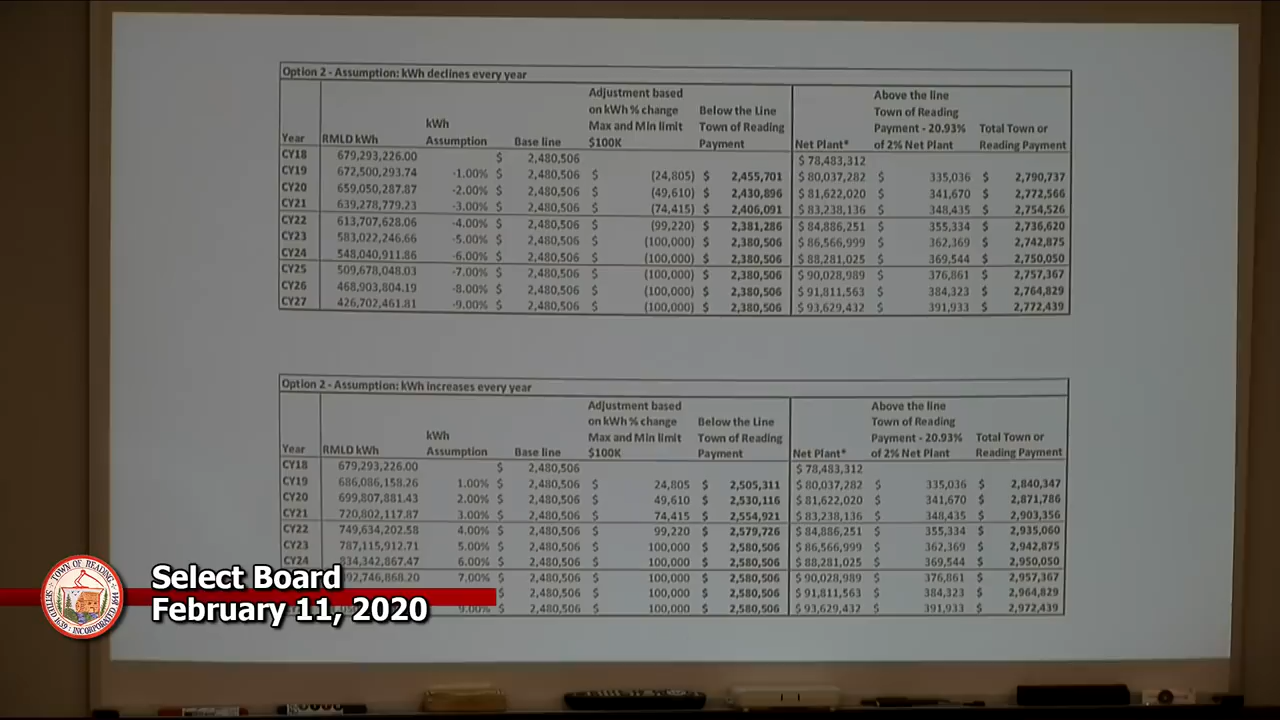 Option 2 - Assumption: kWh declines every year
Year RMLD kWh kWh Assumption Base line Adjustment based on kWh % change Max and Min limit $100K Below the Line Town of Reading Payment Net Plant* Above the line Town of Reading Payment - 20.93% of 2% Net Plant Total Town or Reading Payment
CY18 679,293,226.00 $ 2,480,506 $ 78,483,312
CY19 672,500,293.74 -1.00% $ 2,480,506 $ (24,805) $ 2,455,701 $ 80,037,282 $ 335,036 $ 2,790,737
CY20 659,050,287.87 -2.00% $ 2,480,506 $ (49,610) $ 2,430,896 $ 81,622,020 $ 341,670 $ 2,772,566
CY21 639,278,779.23 -3.00% $ 2,480,506 $ (74,415) $ 2,406,091 $ 83,238,136 $ 348,435 $ 2,754,526
CY22 613,707,628.06 -4.00% $ 2,480,506 $ (99,220) $ 2,381,286 $ 84,886,251 $ 355,334 $ 2,736,620
CY23 583,022,246.66 -5.00% $ 2,480,506 $ (100,000) $ 2,380,506 $ 86,566,999 $ 362,369 $ 2,742,875
CY24 548,040,911.86 -6.00% $ 2,480,506 $ (100,000) $ 2,380,506 $ 88,281,025 $ 369,544 $ 2,750,050
CY25 509,678,048.03 -7.00% $ 2,480,506 $ (100,000) $ 2,380,506 $ 90,028,989 $ 376,861 $ 2,757,367
CY26 468,903,804.19 -8.00% $ 2,480,506 $ (100,000) $ 2,380,506 $ 91,811,563 $ 384,323 $ 2,764,829
CY27 426,702,461.81 -9.00% $ 2,480,506 $ (100,000) $ 2,380,506 $ 93,629,432 $ 391,933 $ 2,772,439
Option 2 - Assumption: kWh increases every year
Year RMLD kWh kWh Assumption Base line Adjustment based on kWh % change Max and Min limit $100K Below the Line Town of Reading Payment Net Plant* Above the line Town of Reading Payment - 20.93% of 2% Net Plant Total Town or Reading Payment
CY18 679,293,226.00 $ 2,480,506 $ 78,483,312
CY19 686,086,158.26 1.00% $ 2,480,506 $ 24,805 $ 2,505,311 $ 80,037,282 $ 335,036 $ 2,840,347
CY20 699,807,881.43 2.00% $ 2,480,506 $ 49,610 $ 2,530,116 $ 81,622,020 $ 341,670 $ 2,871,786
CY21 720,802,117.87 3.00% $ 2,480,506 $ 74,415 $ 2,554,921 $ 83,238,136 $ 348,435 $ 2,903,356
CY22 749,634,202.58 4.00% $ 2,480,506 $ 99,220 $ 2,579,726 $ 84,886,251 $ 355,334 $ 2,935,060
CY23 787,115,912.71 5.00% $ 2,480,506 $ 100,000 $ 2,580,506 $ 86,566,999 $ 362,369 $ 2,942,875
CY24 834,342,867.47 6.00% $ 2,480,506 $ 100,000 $ 2,580,506 $ 88,281,025 $ 369,544 $ 2,950,050
7.00% $ 2,480,506 $ 100,000 $ 2,580,506 $ 90,028,989 $ 376,861 $ 2,957,367
$ 2,480,506 $ 100,000 $ 2,580,506 $ 91,811,563 $ 384,323 $ 2,964,829
9.00% $ 2,480,506 $ 100,000 $ 2,580,506 $ 93,629,432 $ 391,933 $ 2,972,439
TOWN OF READING
Select Board
February 11, 2020